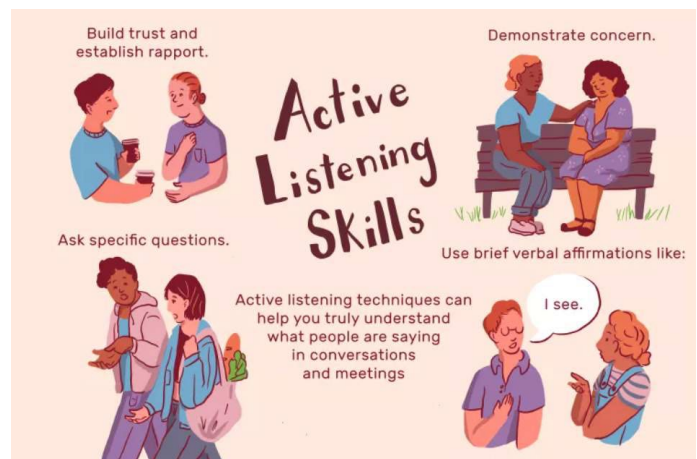 Build trust and
establish rapport.
Demonstrate concern.
Active
Listening
Skills
Ask specific questions.
Use brief verbal affirmations like:
Active listening techniques can
help you truly understand
what people are saying
in conversations
and meetings
I see.